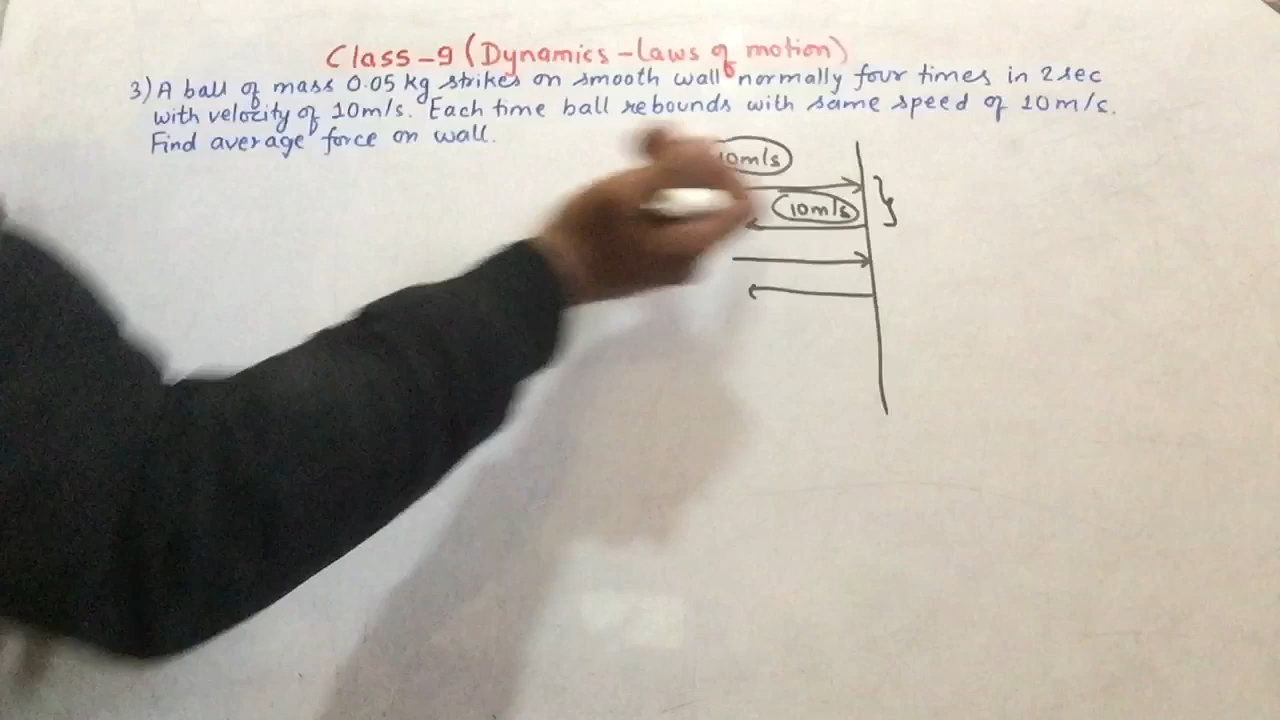 Class-9 (Dynamics-Laws of motion)
3) A ball of mass 0.05 kg strikes on smooth wall normally four times in 2 sec
with velocity of 10m/s. Each time ball rebounds with same speed of 10m/s.
Find average force on wall.
10m/s
10m/s